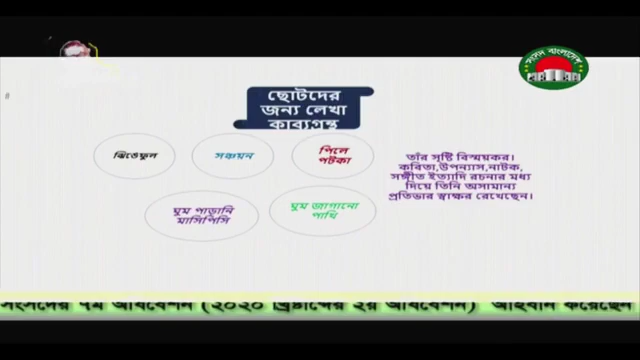 সংসদ বাংলাদেশ
ছোটদের
জন্য লেখা
কাব্যগ্রন্থ
ঝিঙেফুল
সঞ্চয়ন
পিলে
পটকা
ঘুম পাড়ানি
মাসিপিসি
ঘুম জাগানো
পাখি
তাঁর সৃষ্টি বিস্ময়কর।
কবিতা,উপন্যাস,নাটক,
সঙ্গীত ইত্যাদি রচনার মধ্য
দিয়ে তিনি অসামান্য
প্রতিভার স্বাক্ষর রেখেছেন।
সংসদের ৭ম অধিবেশন (২০২০ খ্রিষ্টাব্দের ২য় অধিবেশন) আহবান করেছেন